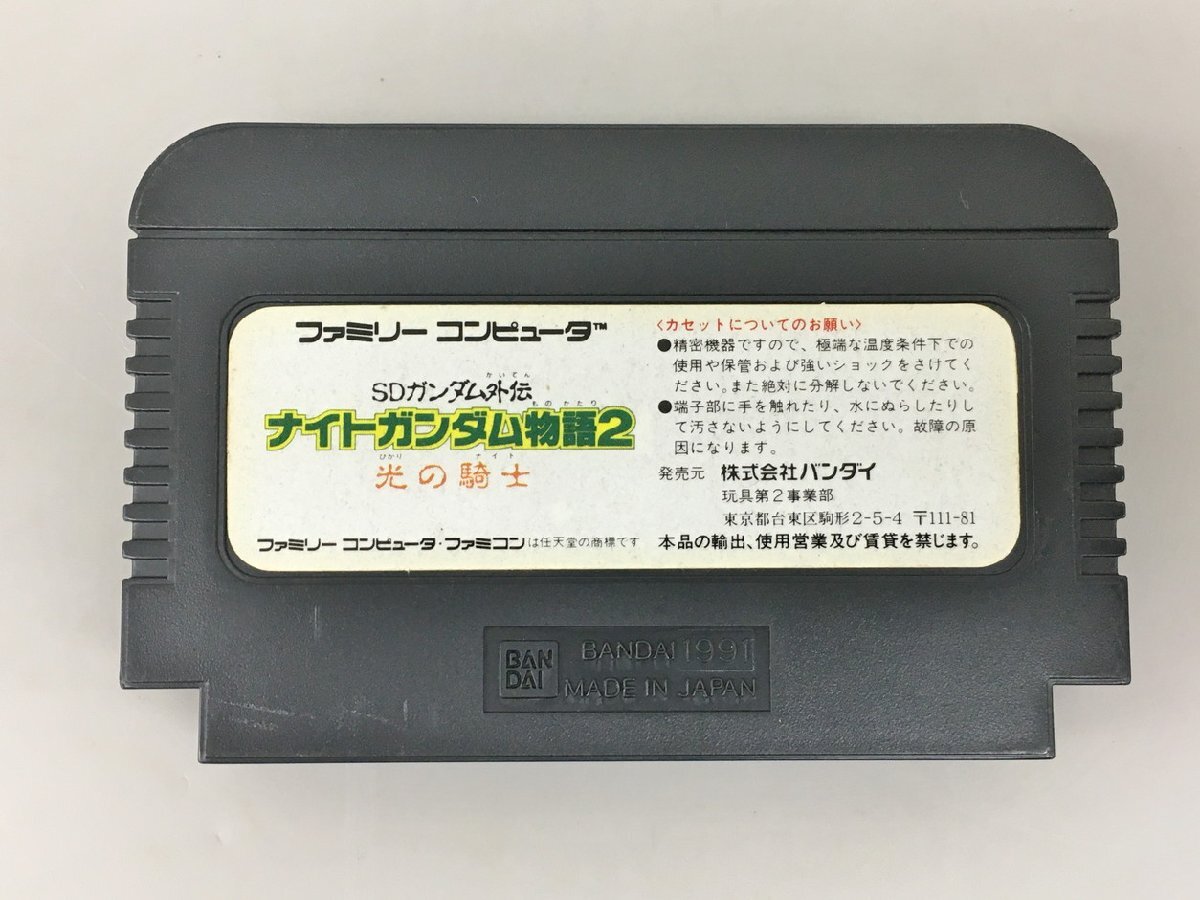 ファミリー コンピュータ™
かいでん
SDガンダム外伝
ものがたり
ナイトガンダム物語2
ひかり ナイト
光の騎士
ファミリー コンピュータ・ファミコンは任天堂の商標です
〈カセットについてのお願い〉
●精密機器ですので、極端な温度条件下での
使用や保管および強いショックをさけてく
ださい。また絶対に分解しないでください。
●端子部に手を触れたり、水にぬらしたりし
て汚さないようにしてください。故障の原
因になります。
発売元 株式会社バンダイ
玩具第2事業部
東京都台東区駒形2-5-4 〒111-81
本品の輸出、使用営業及び賃貸を禁じます。
BAN
DAI
BANDAI 1991
MADE IN JAPAN